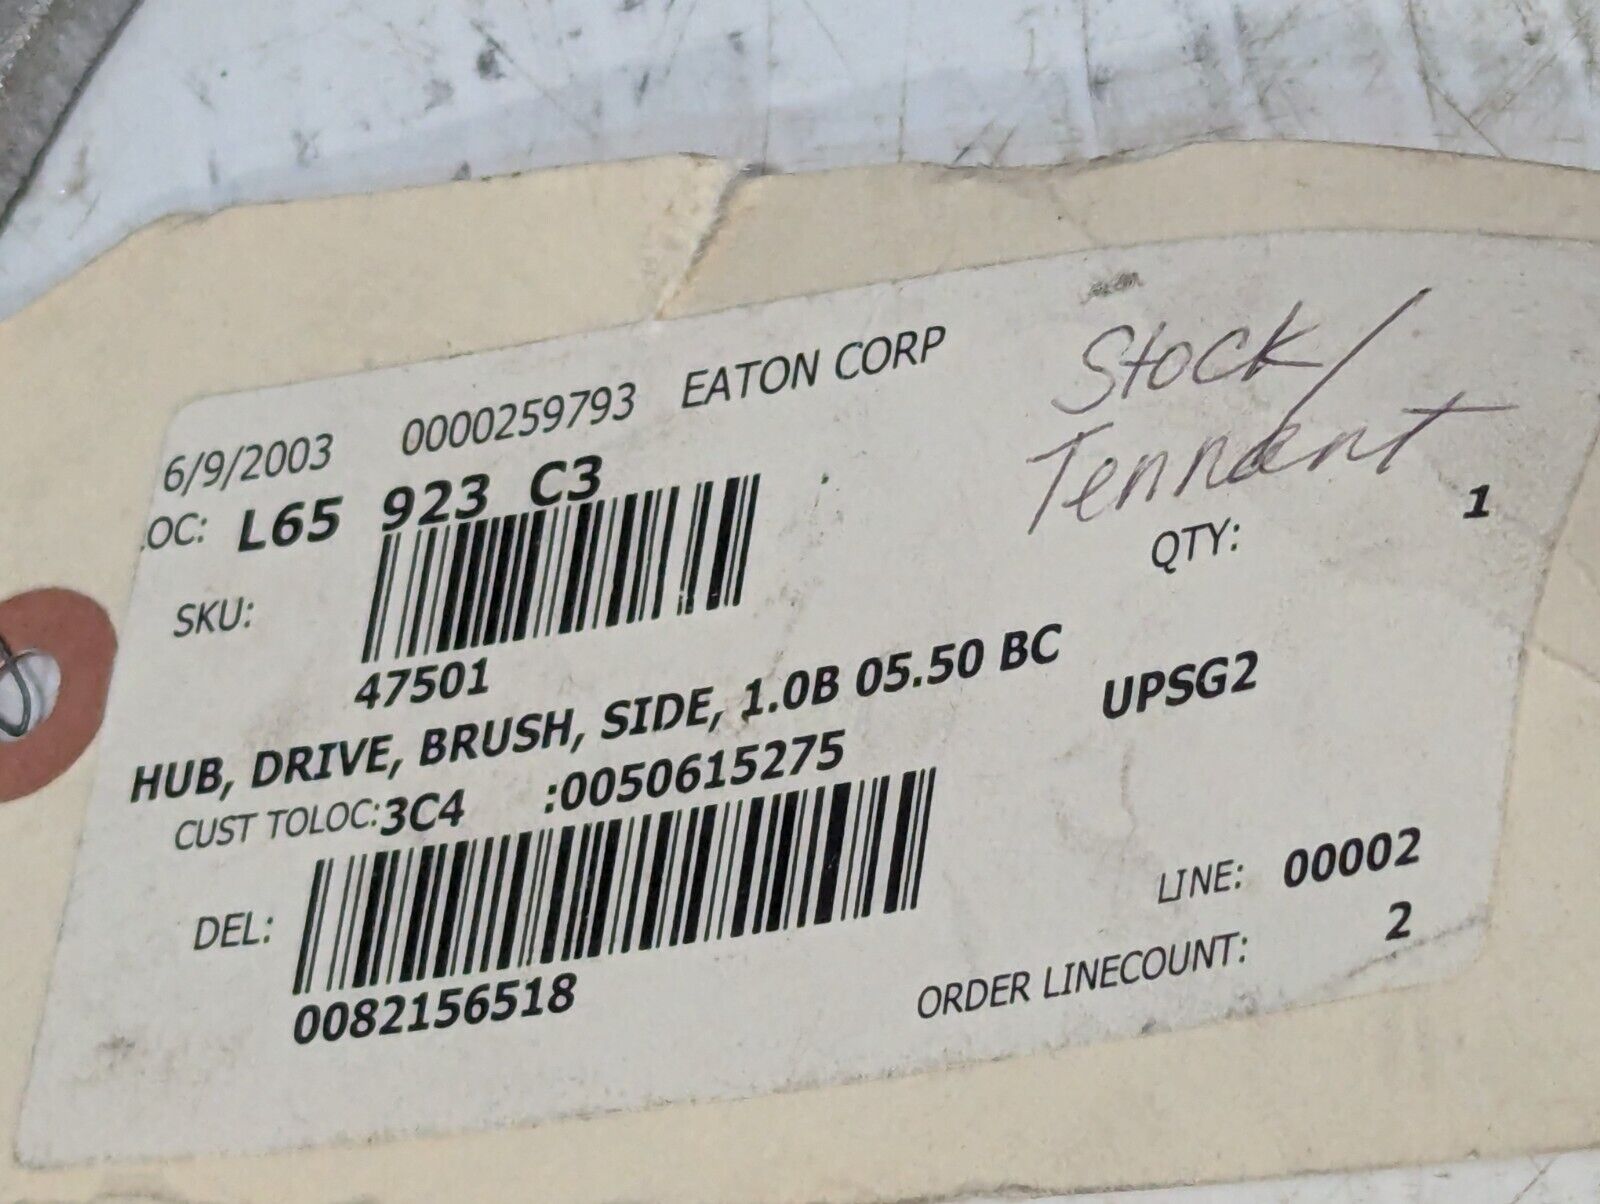 6/9/2003 0000259793 EATON CORP
Stock/
Tennant
.OC: L65 923 C3
QTY: 1
SKU:
47501
HUB, DRIVE, BRUSH, SIDE, 1.0B 05.50 BC
UPSG2
CUST TOLOC:3C4 :0050615275
DEL:
LINE: 00002
0082156518
ORDER LINECOUNT: 2